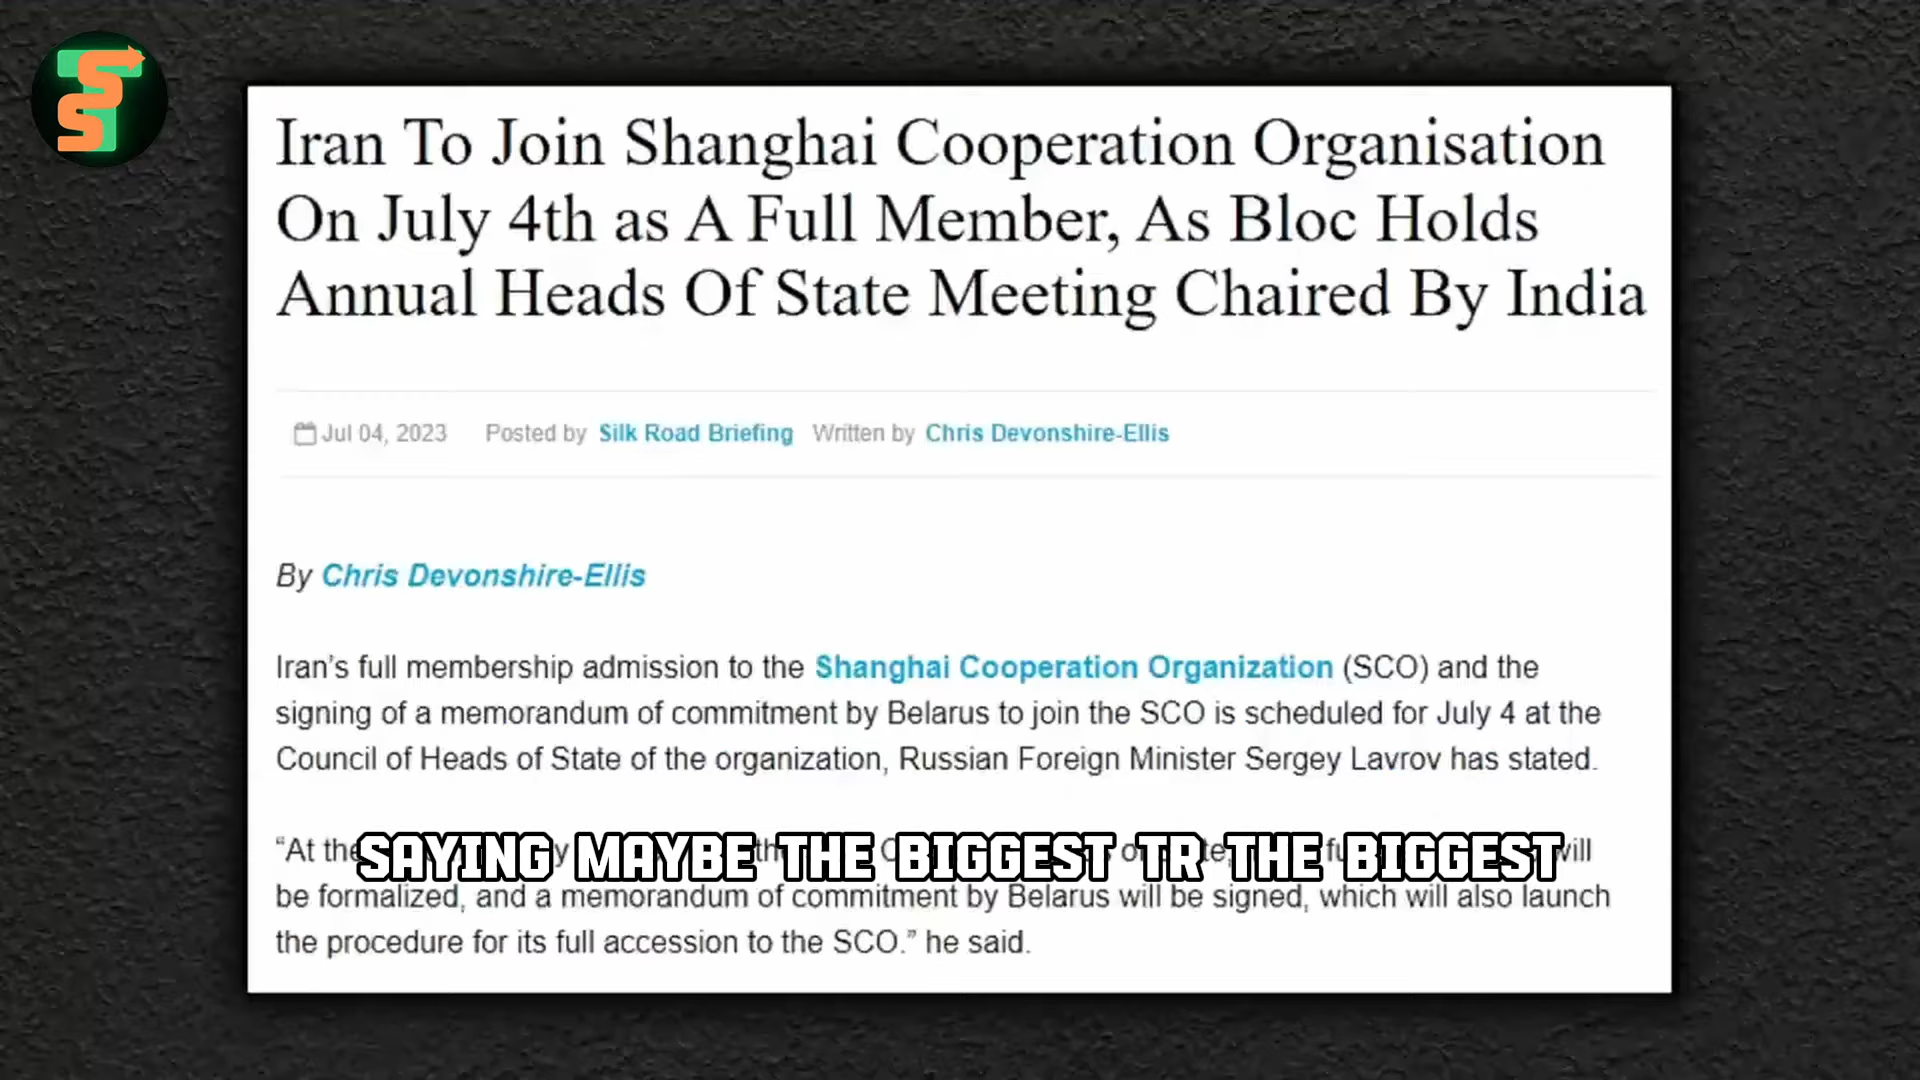 Iran To Join Shanghai Cooperation Organisation
On July 4th as A Full Member, As Bloc Holds
Annual Heads Of State Meeting Chaired By India
Jul 04, 2023 Posted by Silk Road Briefing Written by Chris Devonshire-Ellis
By Chris Devonshire-Ellis
Iran's full membership admission to the Shanghai Cooperation Organization (SCO) and the
signing of a memorandum of commitment by Belarus to join the SCO is scheduled for July 4 at the
Council of Heads of State of the organization, Russian Foreign Minister Sergey Lavrov has stated.
“At the will
SAYING MAYBE THE BIGGEST TR THE BIGGEST
be formalized, and a memorandum of commitment by Belarus will be signed, which will also launch
the procedure for its full accession to the SCO.” he said.